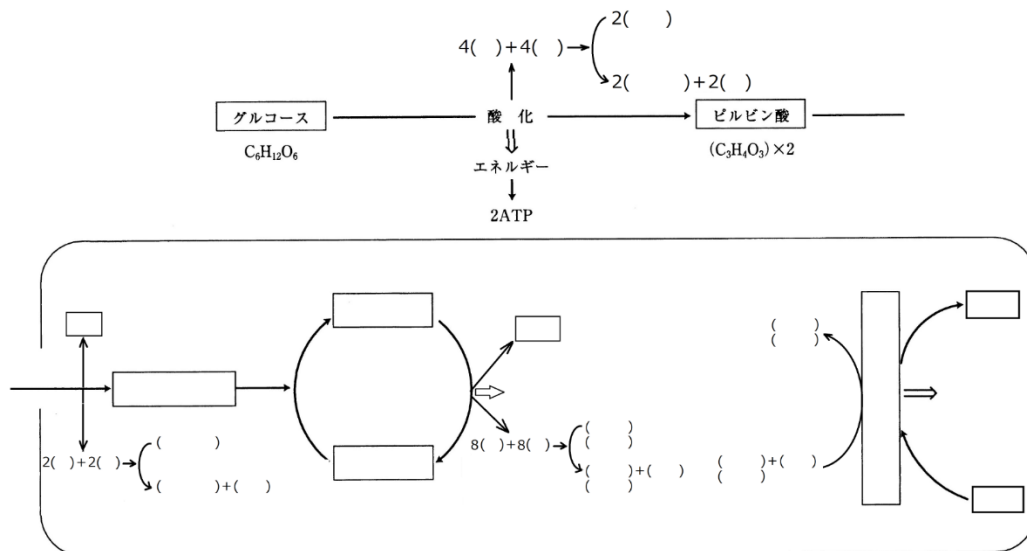 2(　)
4(　)+4(　)→
2(　)+2(　)
グルコース
酸　化
ピルビン酸
C₆H₁₂O₆
(C₃H₄O₃)×2
エネルギー
2ATP
(　)
(　)
2(　)+2(　)→
(　)
(　)+(　)
8(　)+8(　)→
(　)
(　)
(　)+(　)
(　)
(　)+(　)
(　)